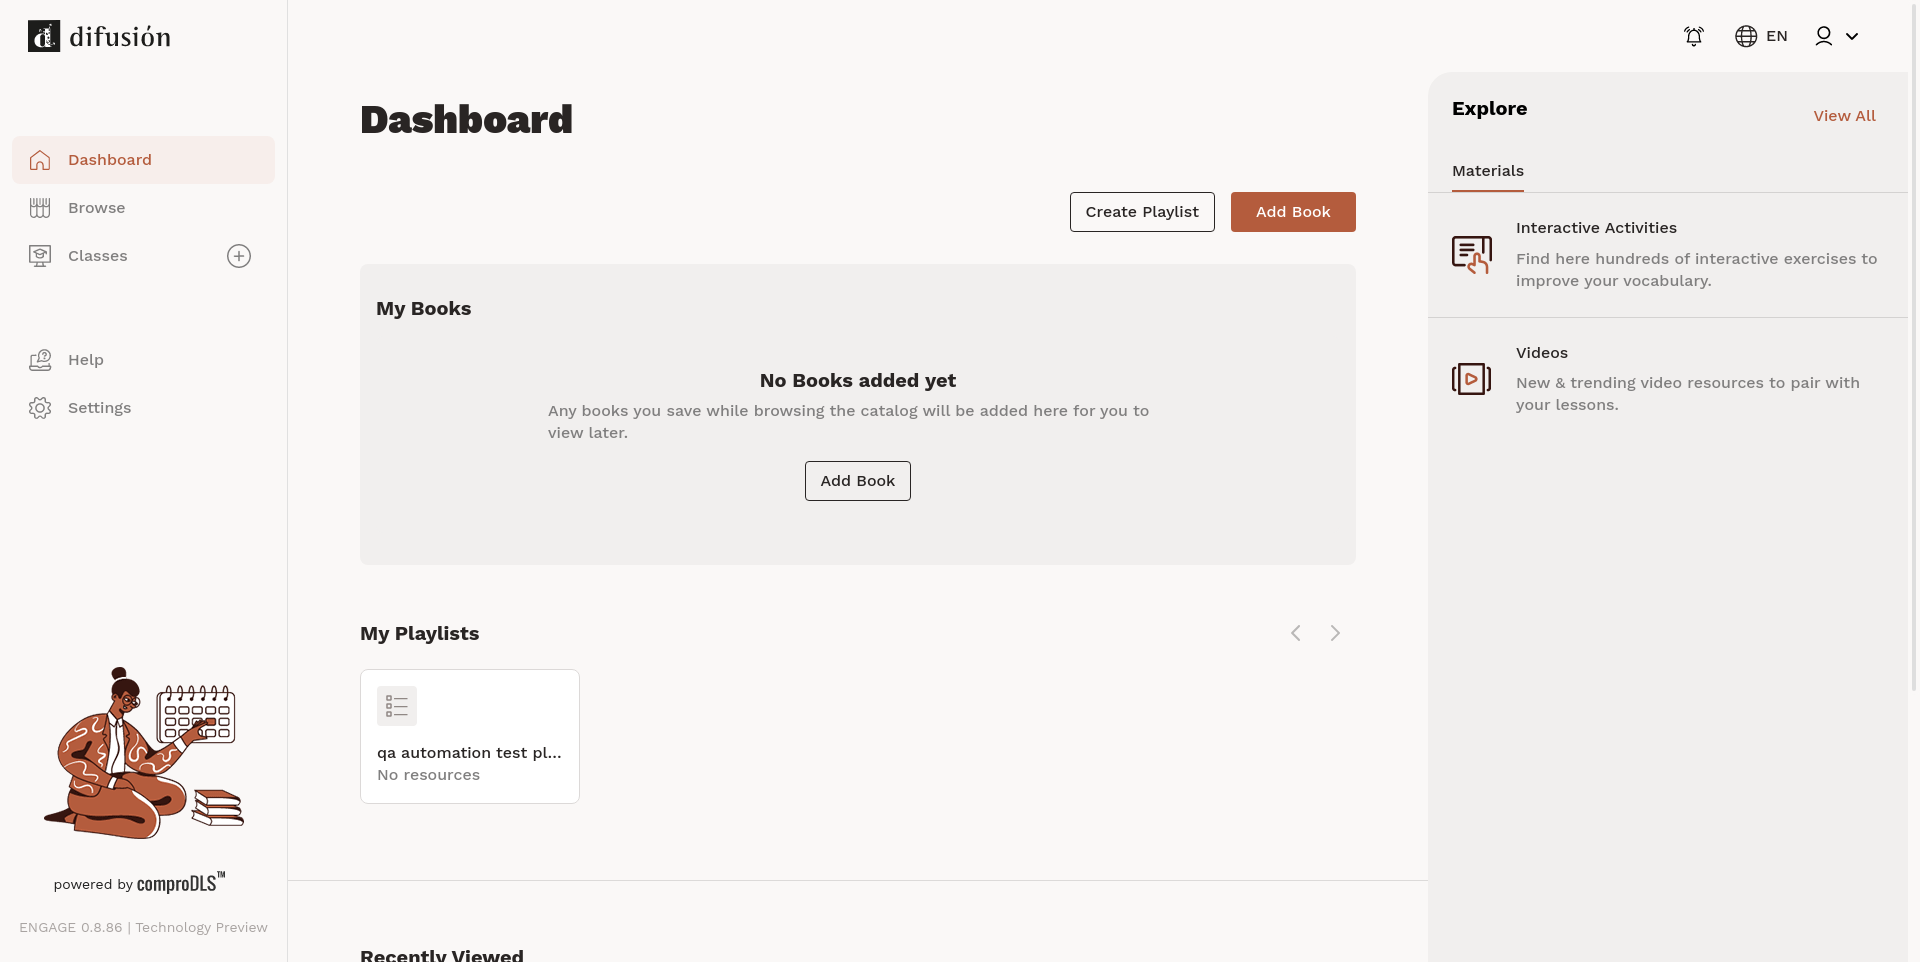 difusión
EN
Dashboard
Browse
Classes
Help
Settings
powered by comproDLS™
ENGAGE 0.8.86 | Technology Preview
Dashboard
Create Playlist
Add Book
My Books
No Books added yet
Any books you save while browsing the catalog will be added here for you to
view later.
Add Book
My Playlists
qa automation test pl...
No resources
Recently Viewed
Explore
View All
Materials
Interactive Activities
Find here hundreds of interactive exercises to
improve your vocabulary.
Videos
New & trending video resources to pair with
your lessons.